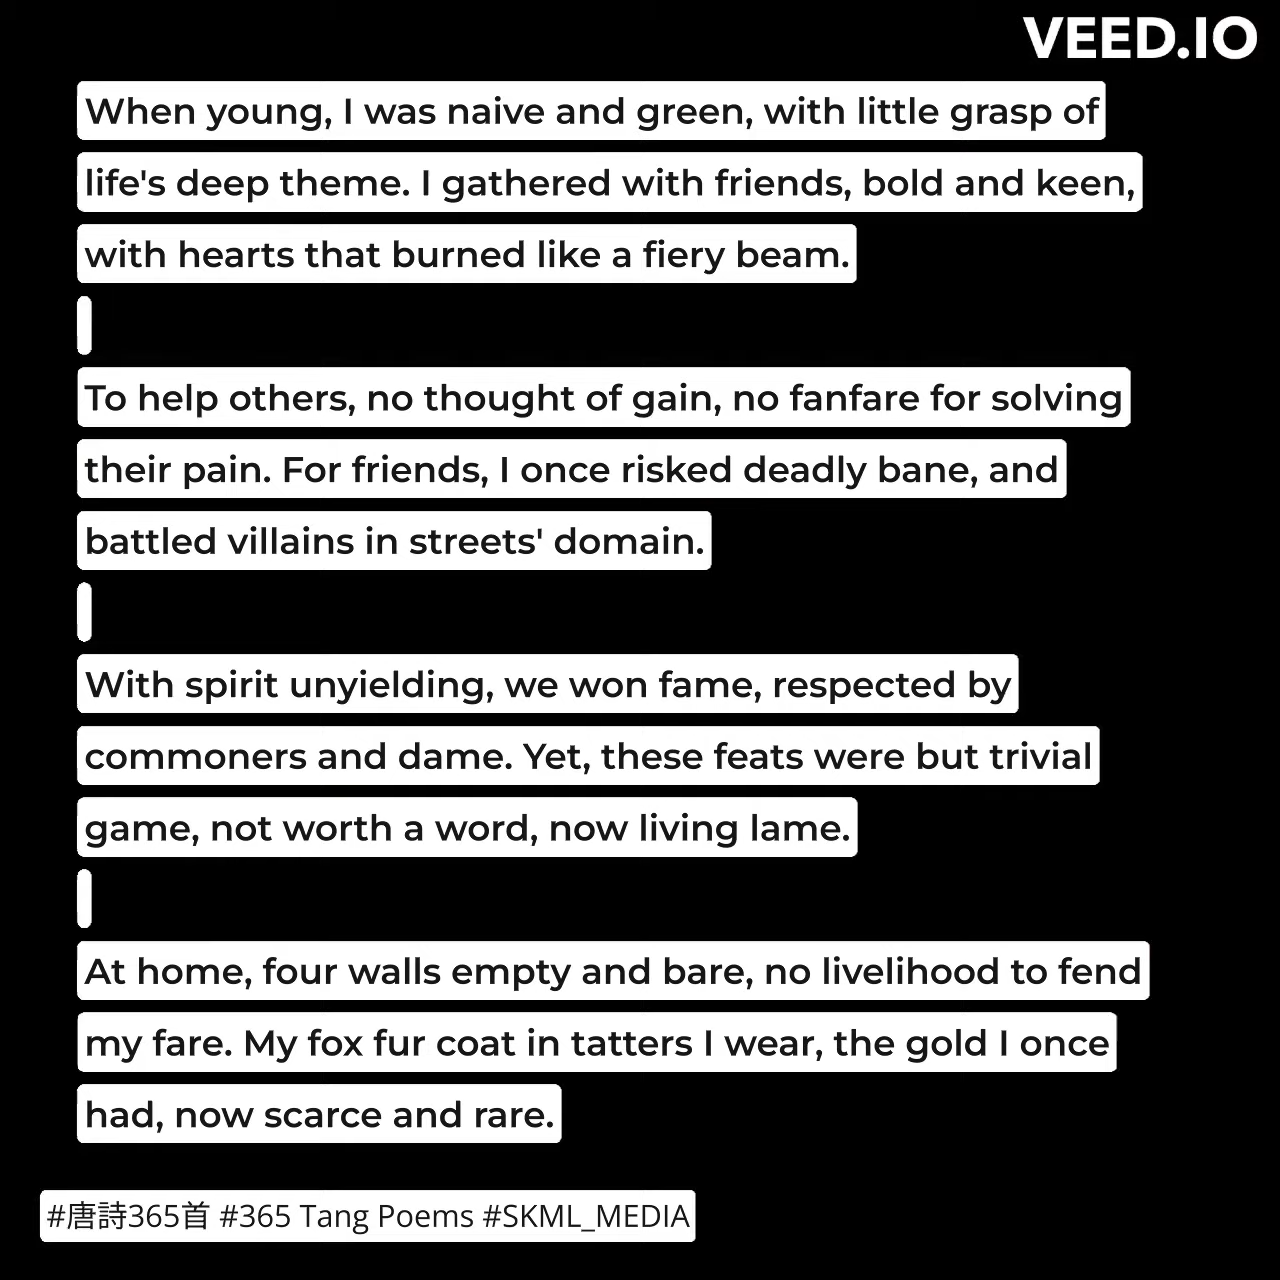 VEED.IO
When young, I was naive and green, with little grasp of
life's deep theme. I gathered with friends, bold and keen,
with hearts that burned like a fiery beam.
To help others, no thought of gain, no fanfare for solving
their pain. For friends, I once risked deadly bane, and
battled villains in streets' domain.
With spirit unyielding, we won fame, respected by
commoners and dame. Yet, these feats were but trivial
game, not worth a word, now living lame.
At home, four walls empty and bare, no livelihood to fend
my fare. My fox fur coat in tatters I wear, the gold I once
had, now scarce and rare.
#唐詩365首 #365 Tang Poems #SKML_MEDIA